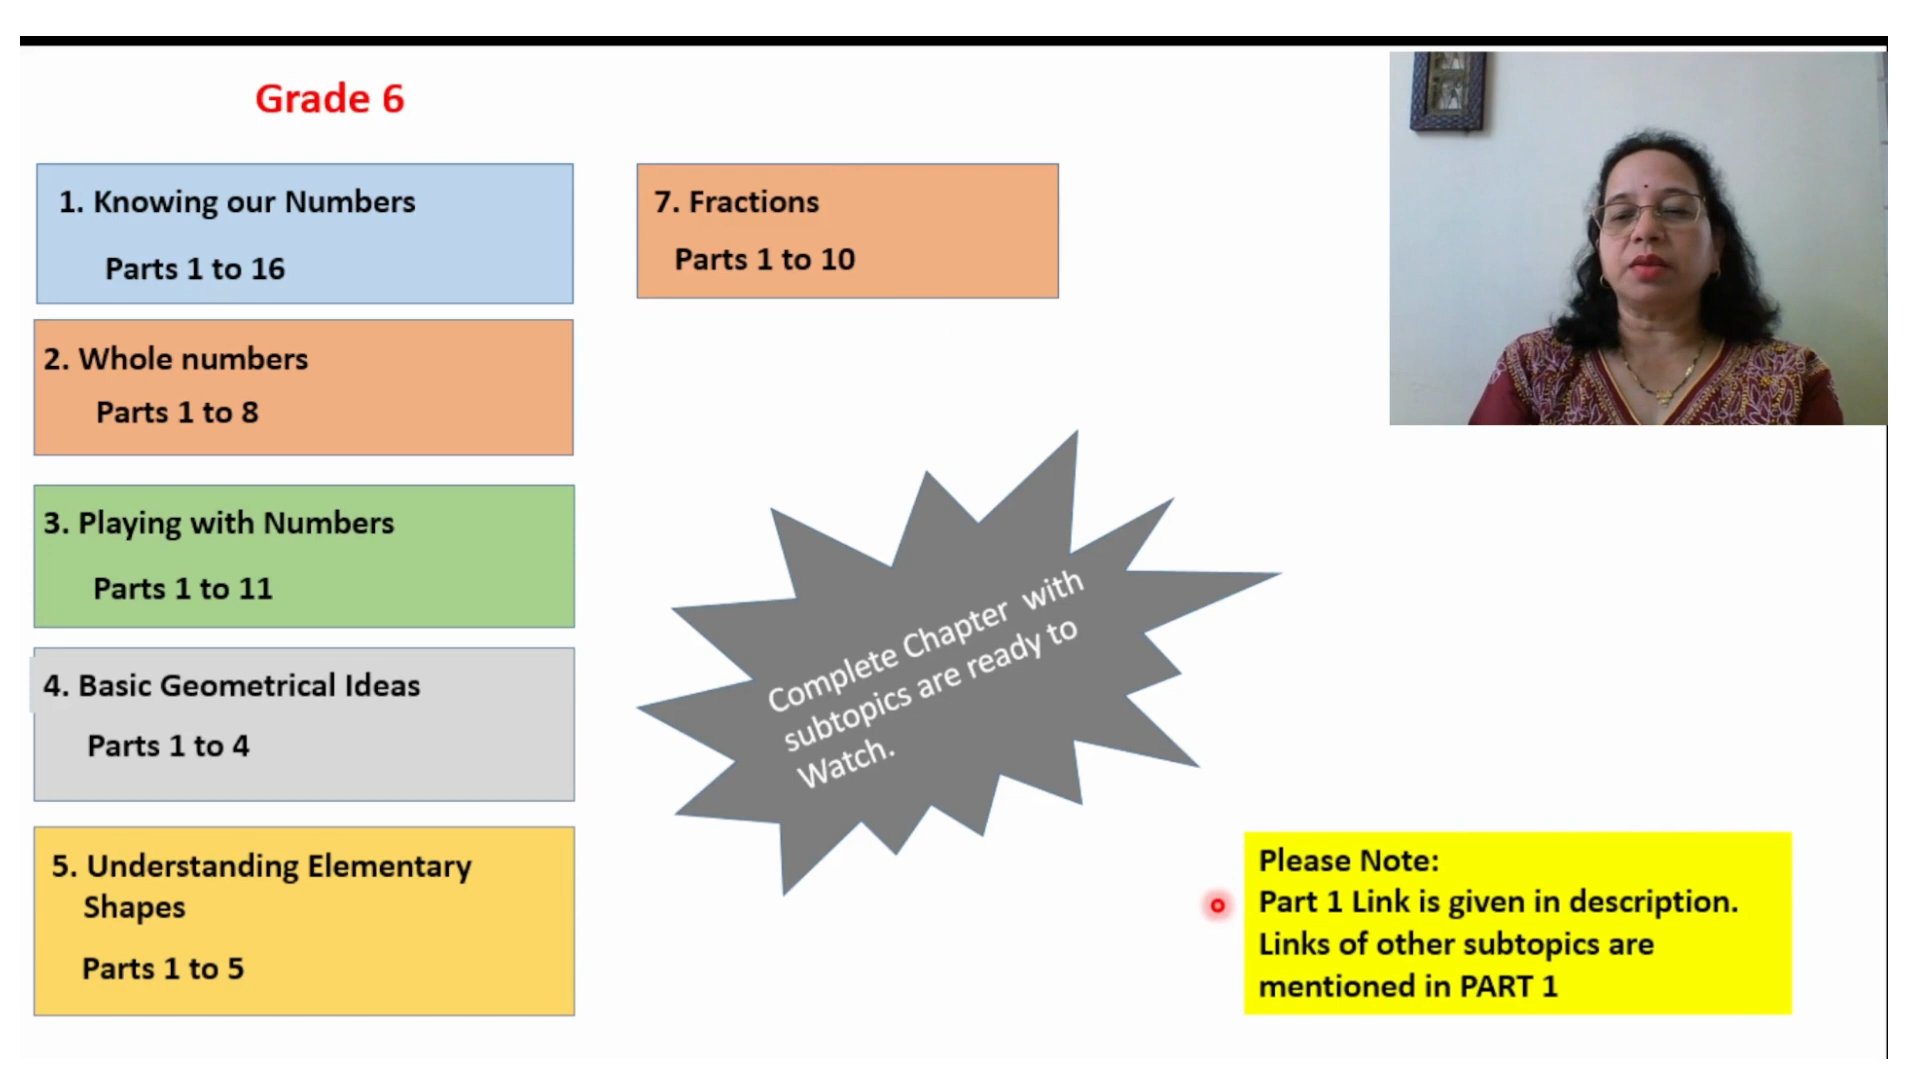 Grade 6
1. Knowing our Numbers
Parts 1 to 16
2. Whole numbers
Parts 1 to 8
3. Playing with Numbers
Parts 1 to 11
4. Basic Geometrical Ideas
Parts 1 to 4
5. Understanding Elementary
Shapes
Parts 1 to 5
7. Fractions
Parts 1 to 10
Complete Chapter with
subtopics are ready to
Watch.
Please Note:
Part 1 Link is given in description.
Links of other subtopics are
mentioned in PART 1